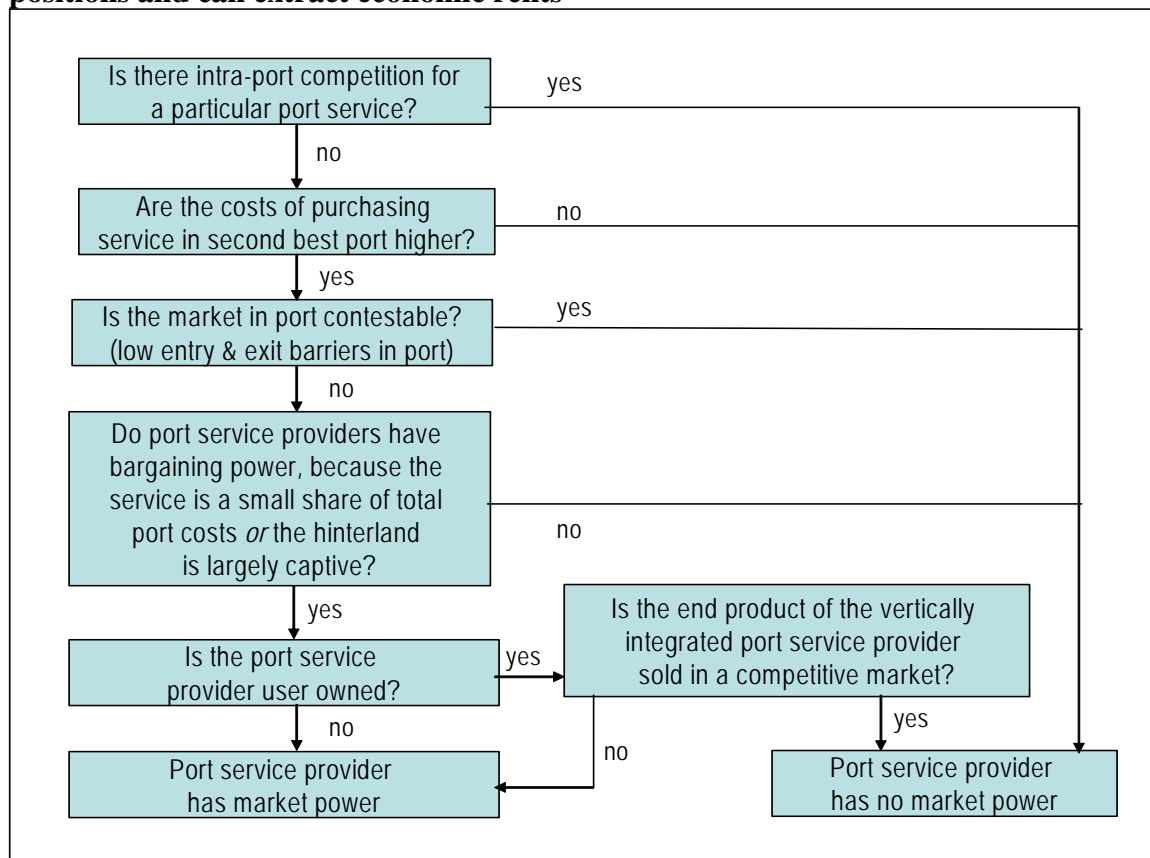 positions and can extract economic rents
Is there intra-port competition for
a particular port service?
yes
no
Are the costs of purchasing
service in second best port higher?
no
yes
Is the market in port contestable?
(low entry & exit barriers in port)
yes
no
Do port service providers have
bargaining power, because the
service is a small share of total
port costs or the hinterland
is largely captive?
no
yes
Is the port service
provider user owned?
yes
Is the end product of the vertically
integrated port service provider
sold in a competitive market?
no
no
yes
Port service provider
has market power
Port service provider
has no market power